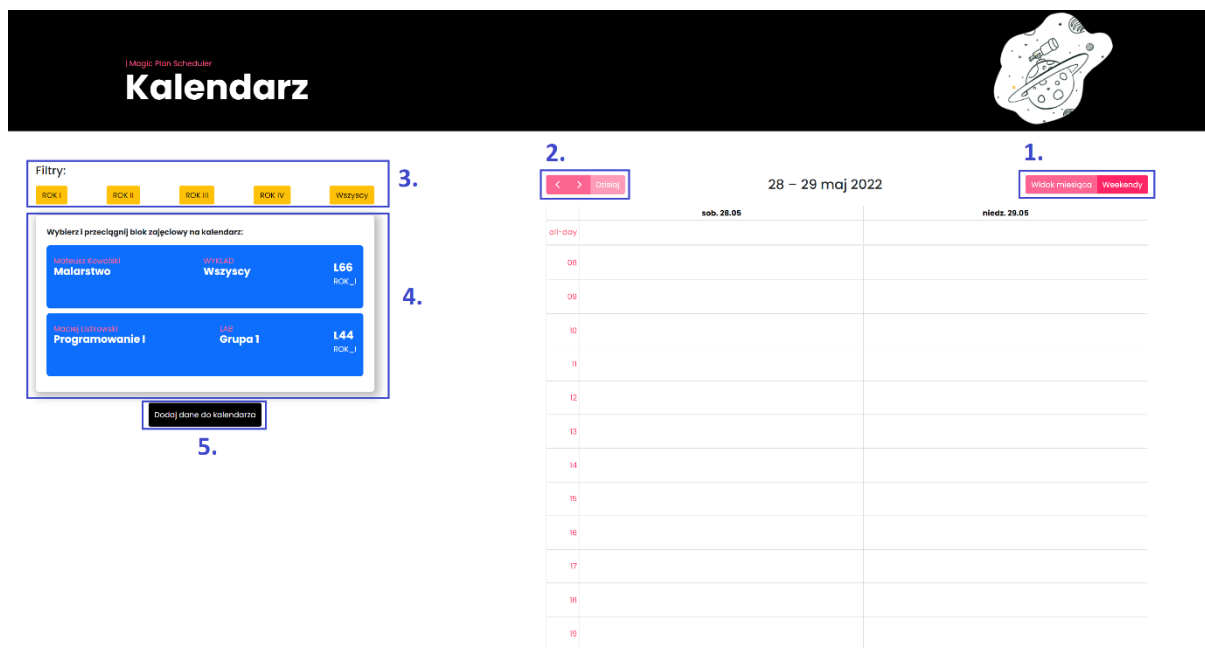 | Magic Plan Scheduler
Kalendarz
Filtry:
ROK I ROK II ROK III ROK IV Wszyscy
3.
Wybierz i przeciągnij blok zajęciowy na kalendarz:
Mateusz Kowalski WYKŁAD
Malarstwo Wszyscy L66
ROK_I
4.
Maciej Listkowski LAB
Programowanie I Grupa 1 L44
ROK_I
Dodaj dane do kalendarza
5.
2. 1.
< > Dzisiaj 28 – 29 maj 2022 Widok miesiąca Weekendy
sob. 28.05 niedz. 29.05
all-day
08
09
10
11
12
13
14
15
16
17
18
19